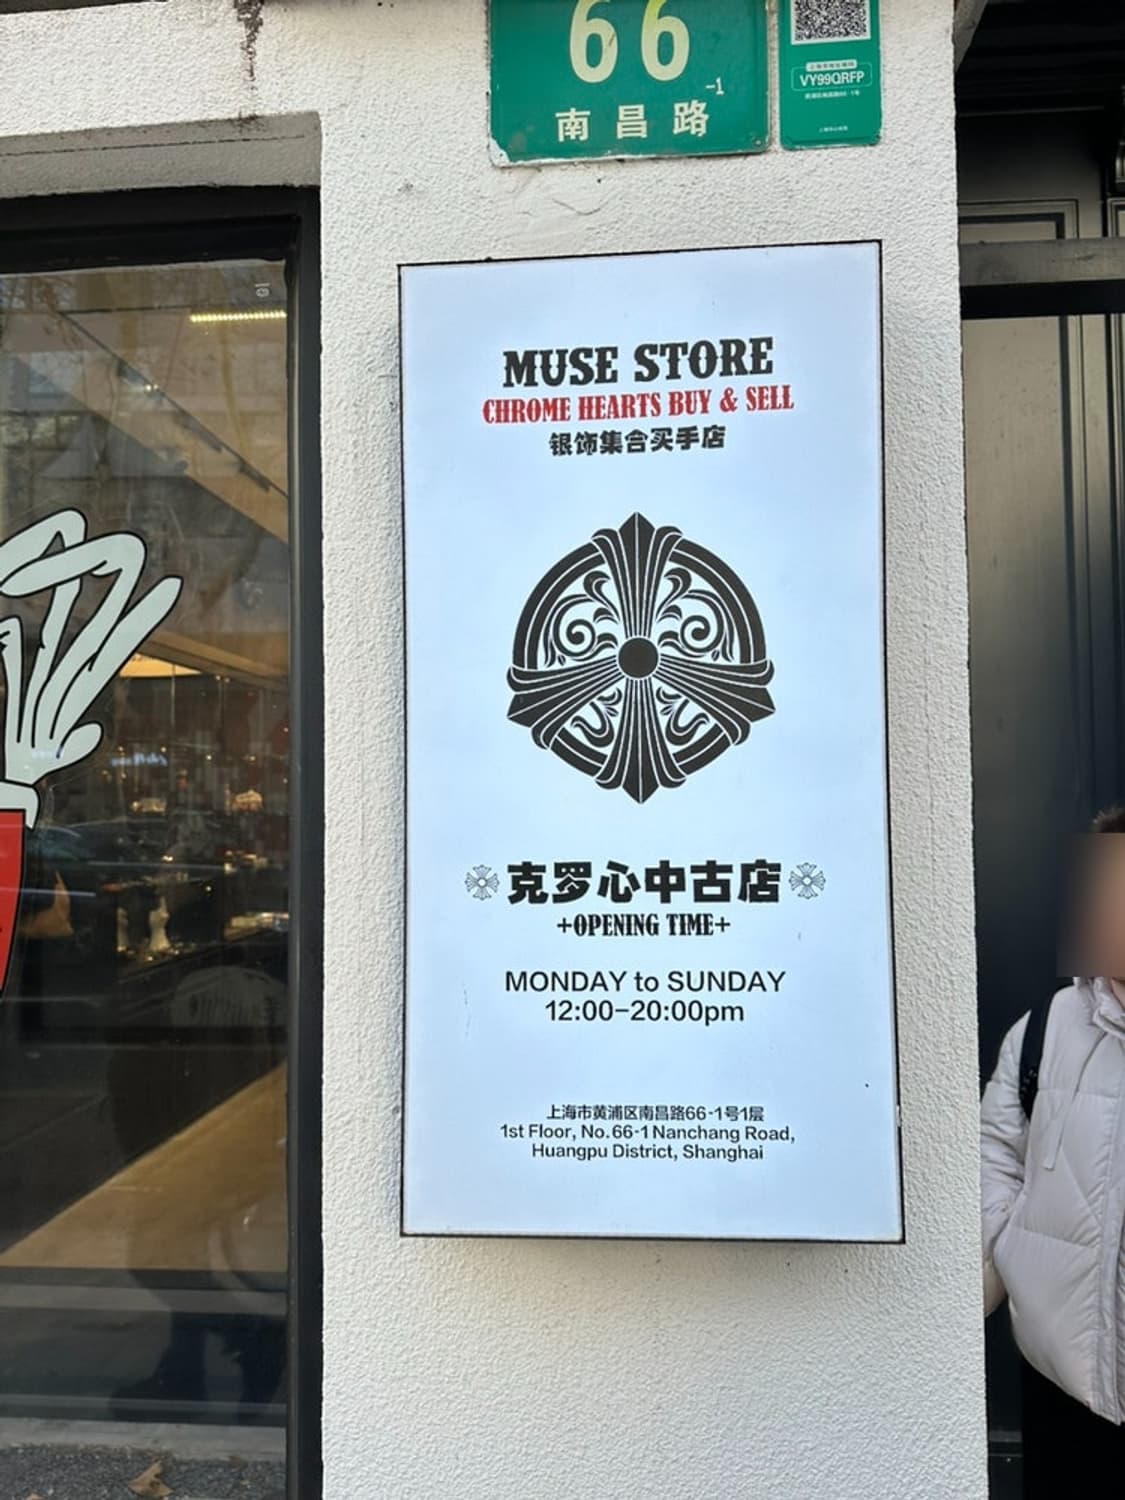 66-1
南昌路
VY99QRFP
MUSE STORE
CHROME HEARTS BUY & SELL
银饰集合买手店
克罗心中古店
+OPENING TIME+
MONDAY to SUNDAY
12:00-20:00pm
上海市黄浦区南昌路66-1号1层
1st Floor, No.66-1 Nanchang Road,
Huangpu District, Shanghai